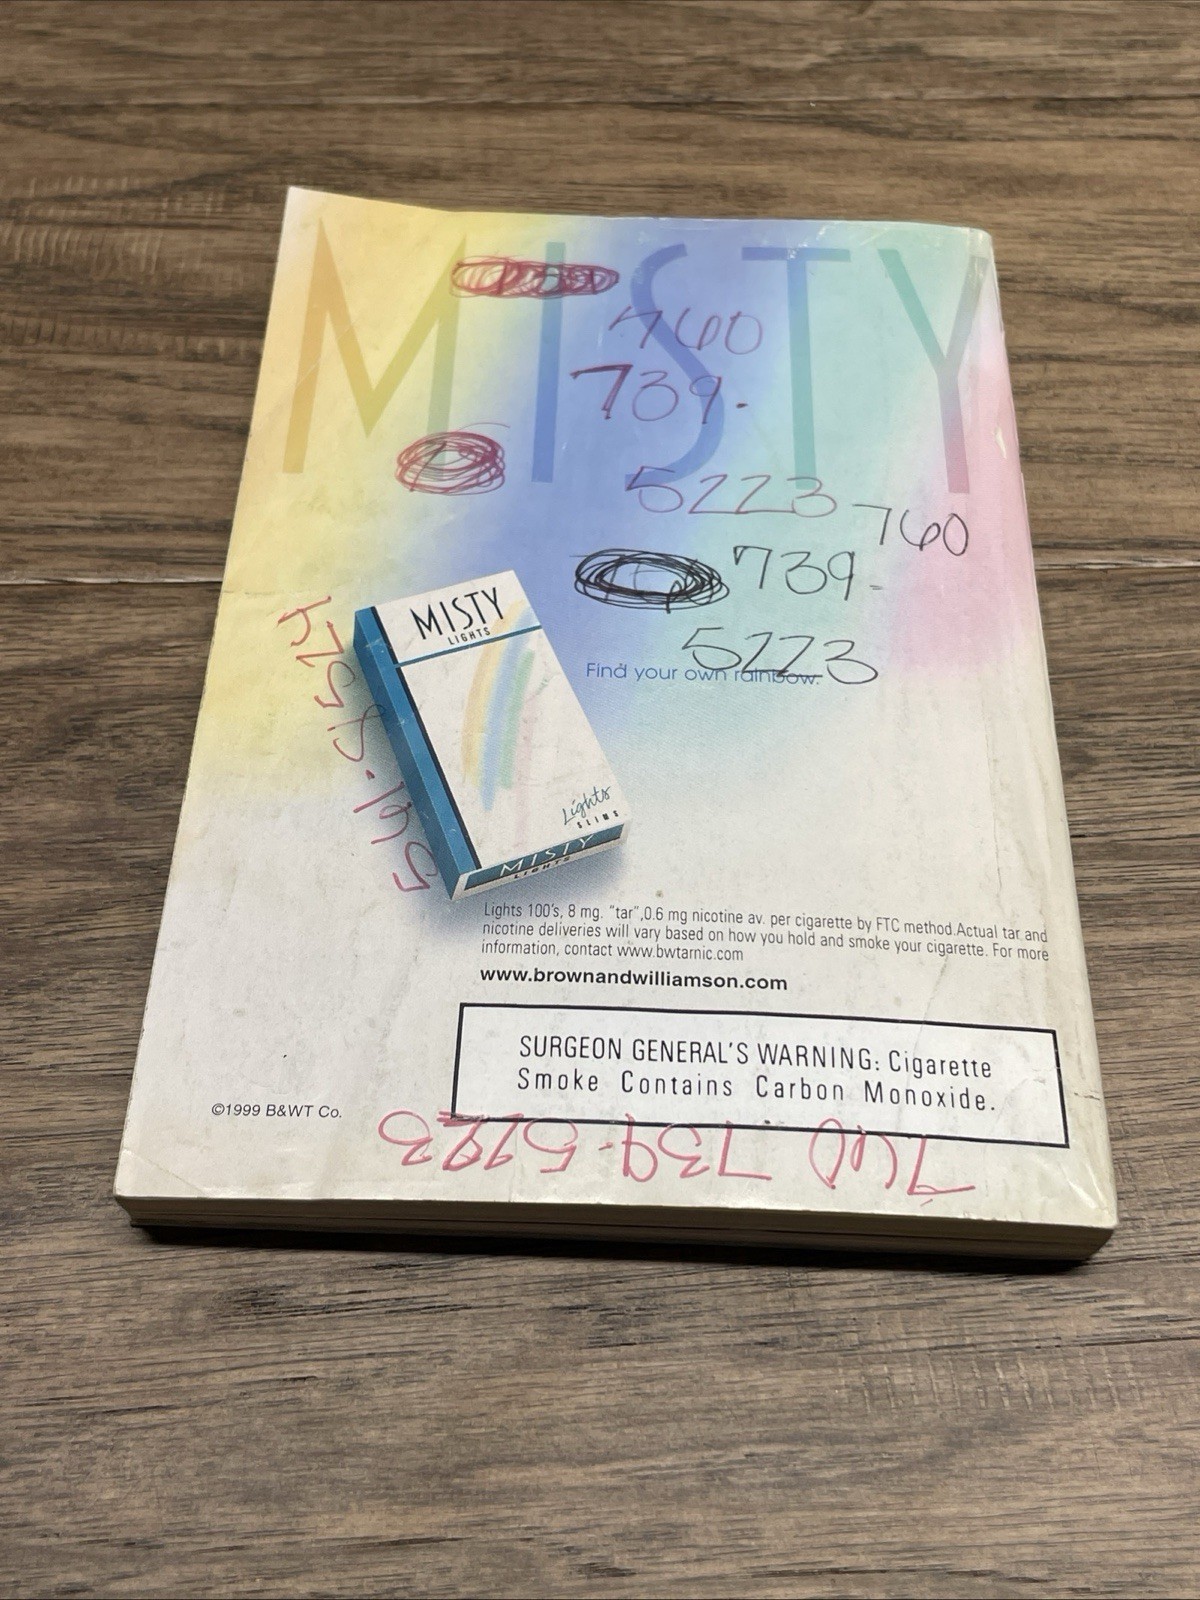 MISTY
760
739.
5223
760
739-
5223
Find your own rainbow.
MISTY
LIGHTS
Lights
SLIMS
MISTY
LIGHTS
561-8524
Lights 100's, 8 mg. "tar",0.6 mg nicotine av. per cigarette by FTC method.Actual tar and
nicotine deliveries will vary based on how you hold and smoke your cigarette. For more
information, contact www.bwtarnic.com
www.brownandwilliamson.com
SURGEON GENERAL'S WARNING: Cigarette
Smoke Contains Carbon Monoxide.
©1999 B&WT Co.
760 739-5223